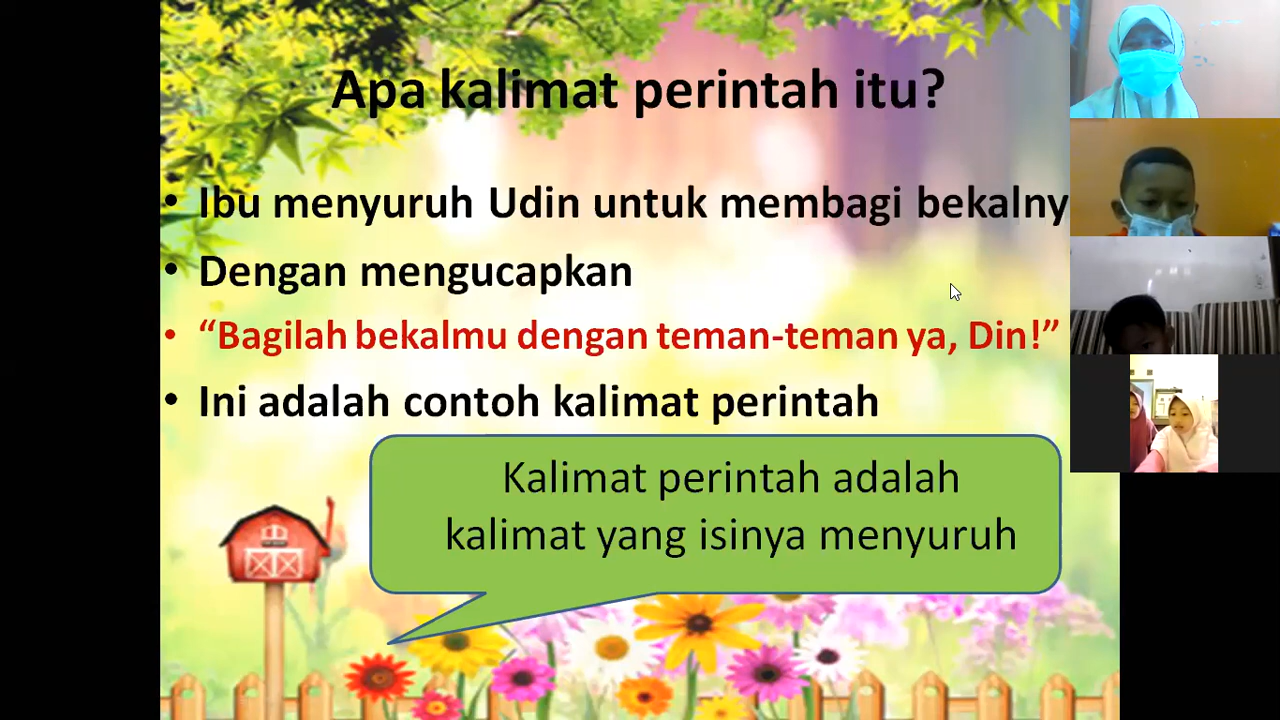 Apa kalimat perintah itu?
• Ibu menyuruh Udin untuk membagi bekalny
• Dengan mengucapkan
• “Bagilah bekalmu dengan teman-teman ya, Din!”
• Ini adalah contoh kalimat perintah
Kalimat perintah adalah
kalimat yang isinya menyuruh